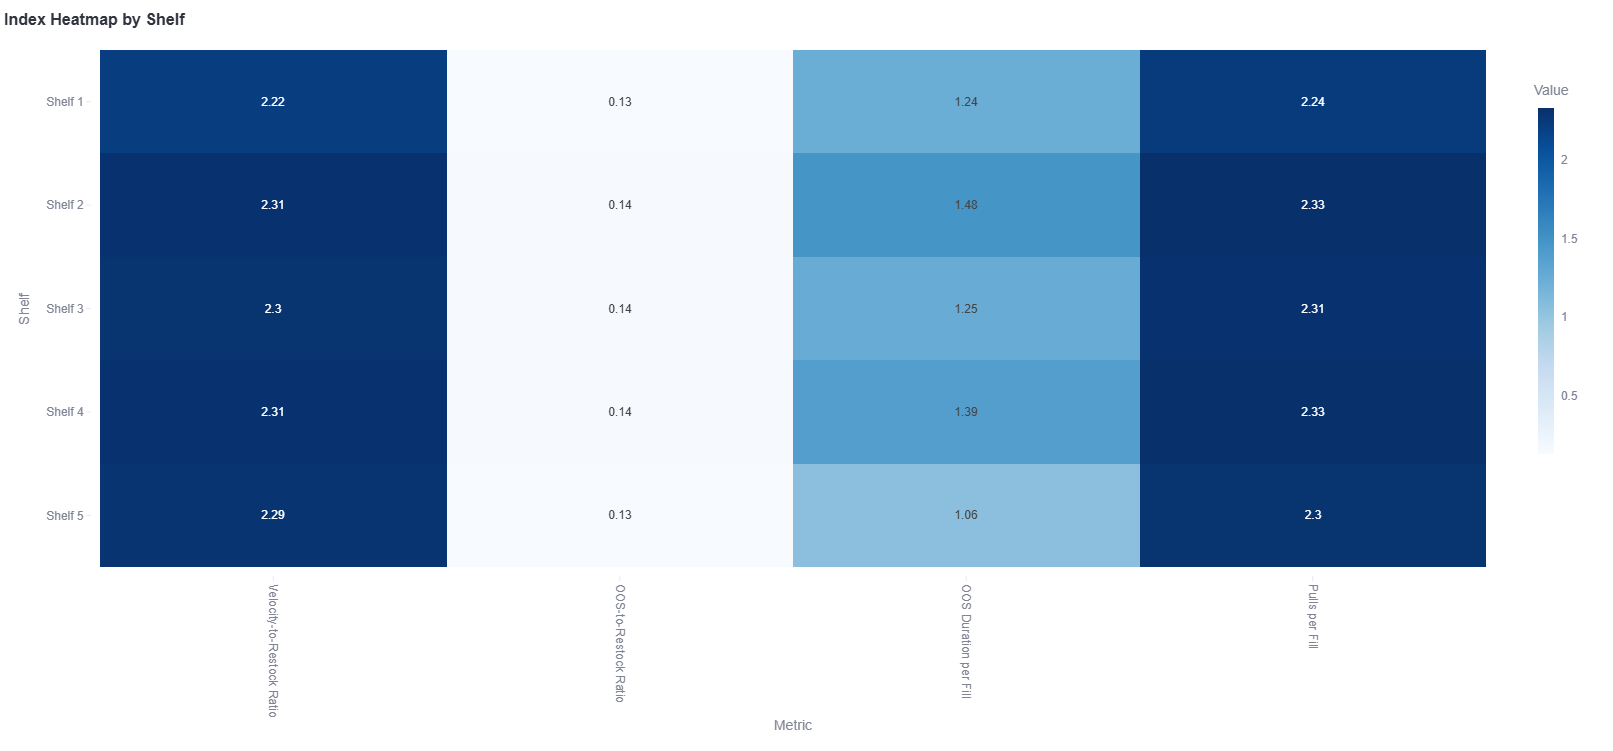 Index Heatmap by Shelf
Value
Shelf 1 2.22 0.13 1.24 2.24
2
Shelf 2 2.31 0.14 1.48 2.33
1.5
Shelf
Shelf 3 2.3 0.14 1.25 2.31
1
Shelf 4 2.31 0.14 1.39 2.33
0.5
Shelf 5 2.29 0.13 1.06 2.3
Velocity-to-Restock Ratio
OOS-to-Restock Ratio
OOS Duration per Fill
Pulls per Fill
Metric